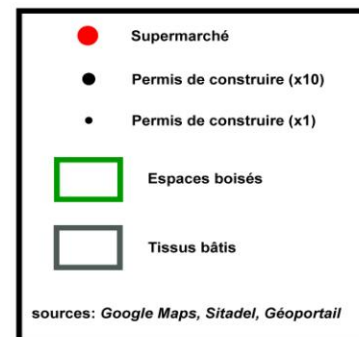 Supermarché
Permis de construire (x10)
Permis de construire (x1)
Espaces boisés
Tissus bâtis
sources: Google Maps, Sitadel, Géoportail